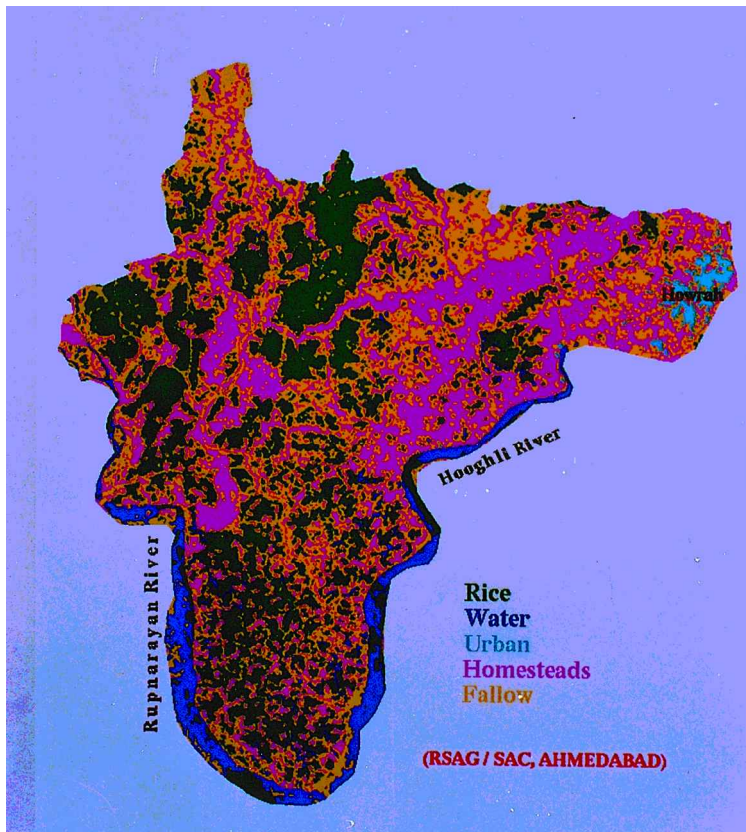 Howrah
Hooghli River
Rupnarayan River
Rice
Water
Urban
Homesteads
Fallow
(RSAG / SAC, AHMEDABAD)